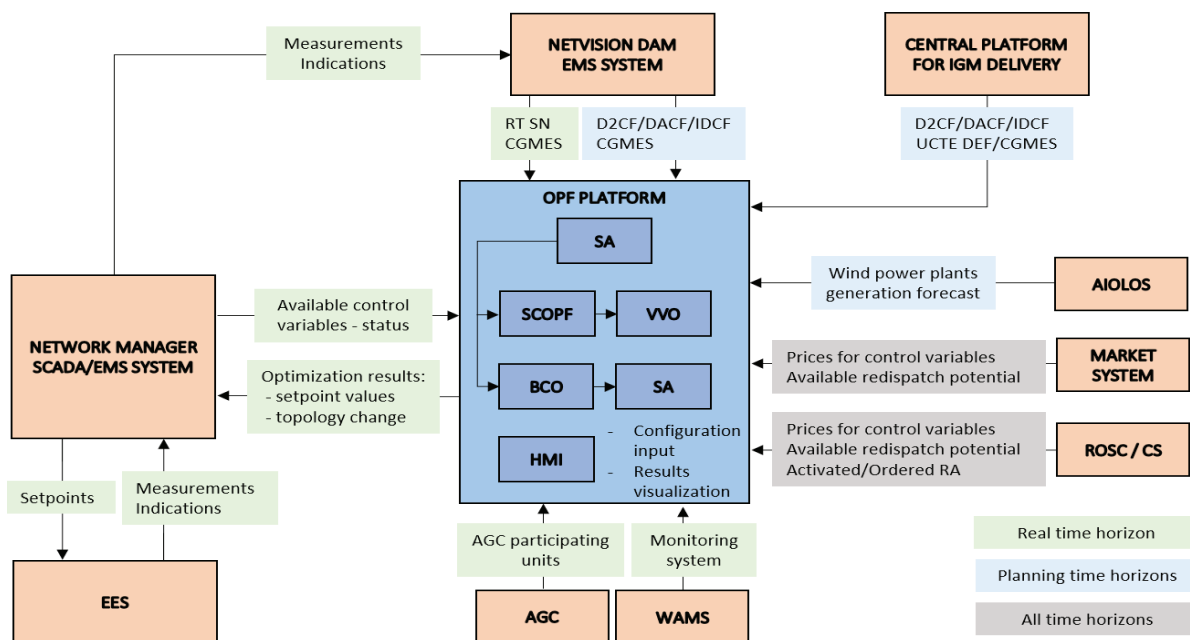 Measurements
Indications
NETVISION DAM
EMS SYSTEM
CENTRAL PLATFORM
FOR IGM DELIVERY
RT SN
CGMES
D2CF/DACF/IDCF
CGMES
D2CF/DACF/IDCF
UCTE DEF/CGMES
OPF PLATFORM
SA
SCOPF
VVO
BCO
SA
HMI
- Configuration
input
- Results
visualization
NETWORK MANAGER
SCADA/EMS SYSTEM
Available control
variables - status
Optimization results:
- setpoint values
- topology change
Wind power plants
generation forecast
AIOLOS
Prices for control variables
Available redispatch potential
MARKET
SYSTEM
Prices for control variables
Available redispatch potential
Activated/Ordered RA
ROSC / CS
Setpoints
Measurements
Indications
EES
AGC participating
units
Monitoring
system
AGC
WAMS
Real time horizon
Planning time horizons
All time horizons